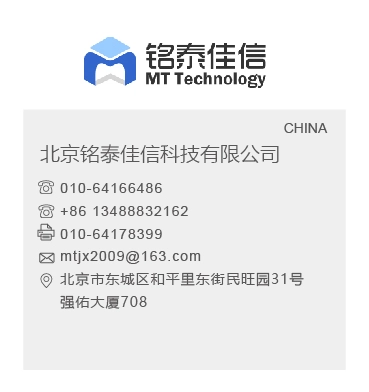 铭泰佳信
MT Technology
CHINA
北京铭泰佳信科技有限公司
010-64166486
+86 13488832162
010-64178399
mtjx2009@163.com
北京市东城区和平里东街民旺园31号
强佑大厦708